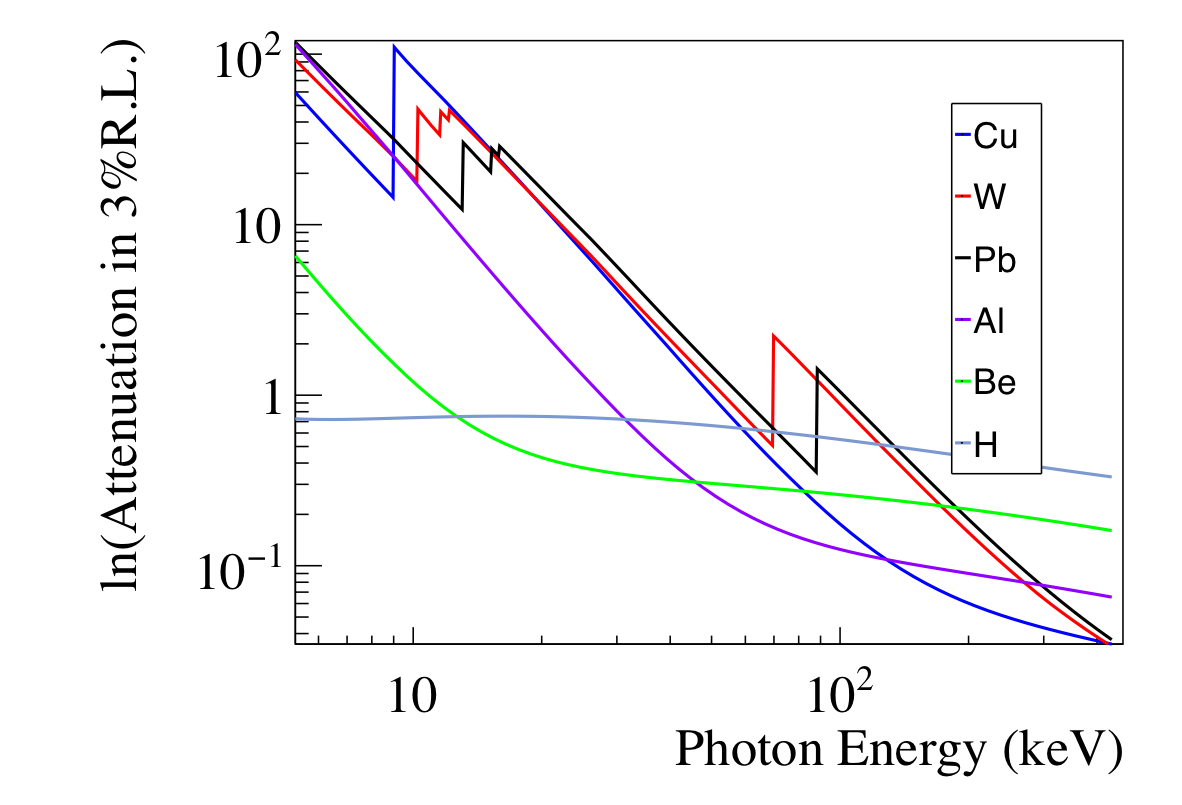 ln(Attenuation in 3%R.L.)
10²
10
1
10⁻¹
Cu
W
Pb
Al
Be
H
10
10²
Photon Energy (keV)